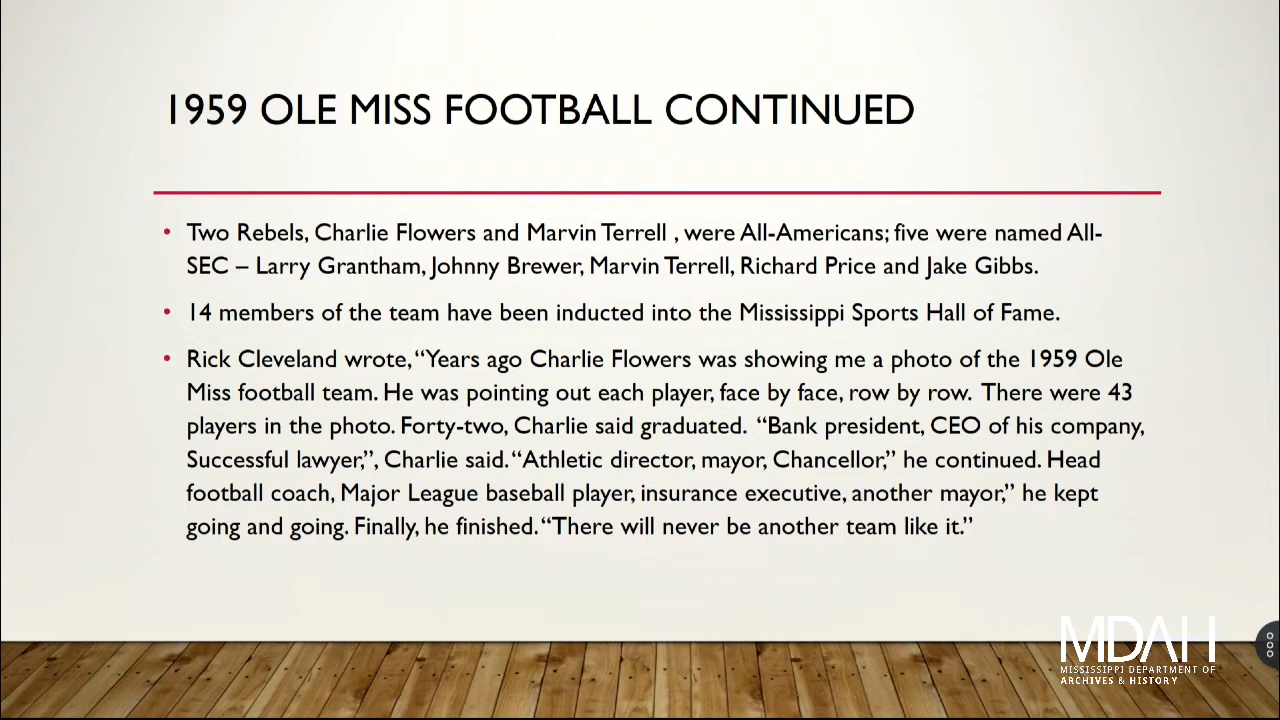 1959 OLE MISS FOOTBALL CONTINUED
• Two Rebels, Charlie Flowers and Marvin Terrell , were All-Americans; five were named All-
SEC – Larry Grantham, Johnny Brewer, Marvin Terrell, Richard Price and Jake Gibbs.
• 14 members of the team have been inducted into the Mississippi Sports Hall of Fame.
• Rick Cleveland wrote, “Years ago Charlie Flowers was showing me a photo of the 1959 Ole
Miss football team. He was pointing out each player, face by face, row by row. There were 43
players in the photo. Forty-two, Charlie said graduated. “Bank president, CEO of his company,
Successful lawyer,”, Charlie said. “Athletic director, mayor, Chancellor,” he continued. Head
football coach, Major League baseball player, insurance executive, another mayor,” he kept
going and going. Finally, he finished. “There will never be another team like it.”
MDAH
MISSISSIPPI DEPARTMENT OF
ARCHIVES & HISTORY